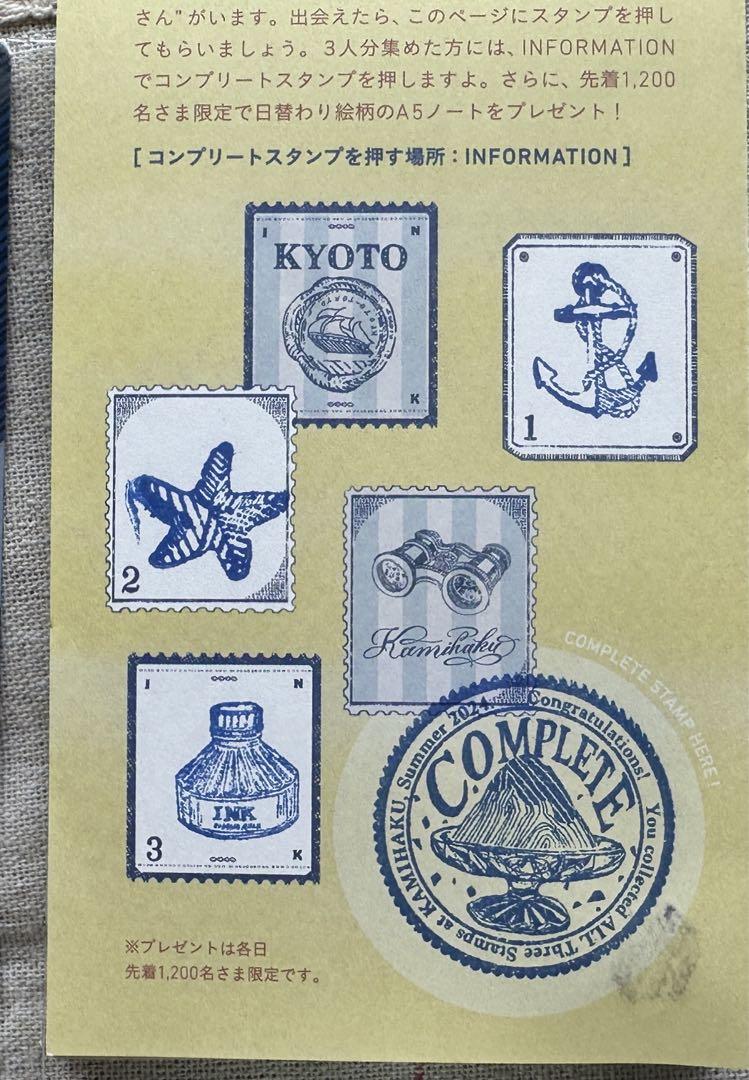 さん”がいます。出会えたら、このページにスタンプを押し
てもらいましょう。3人分集めた方には、INFORMATION
でコンプリートスタンプを押しますよ。さらに、先着1,200
名さま限定で日替わり絵柄のA5ノートをプレゼント！
[ コンプリートスタンプを押す場所：INFORMATION ]
I N
KYOTO
KYOTO-TOKYO
K
1
2
Kamihaku
I N
INK
3 K
COMPLETE STAMP HERE !
COMPLETE
Congratulations! You collected ALL Three Stamps at KAMIHAKU, Summer 2024
※プレゼントは各日
先着1,200名さま限定です。